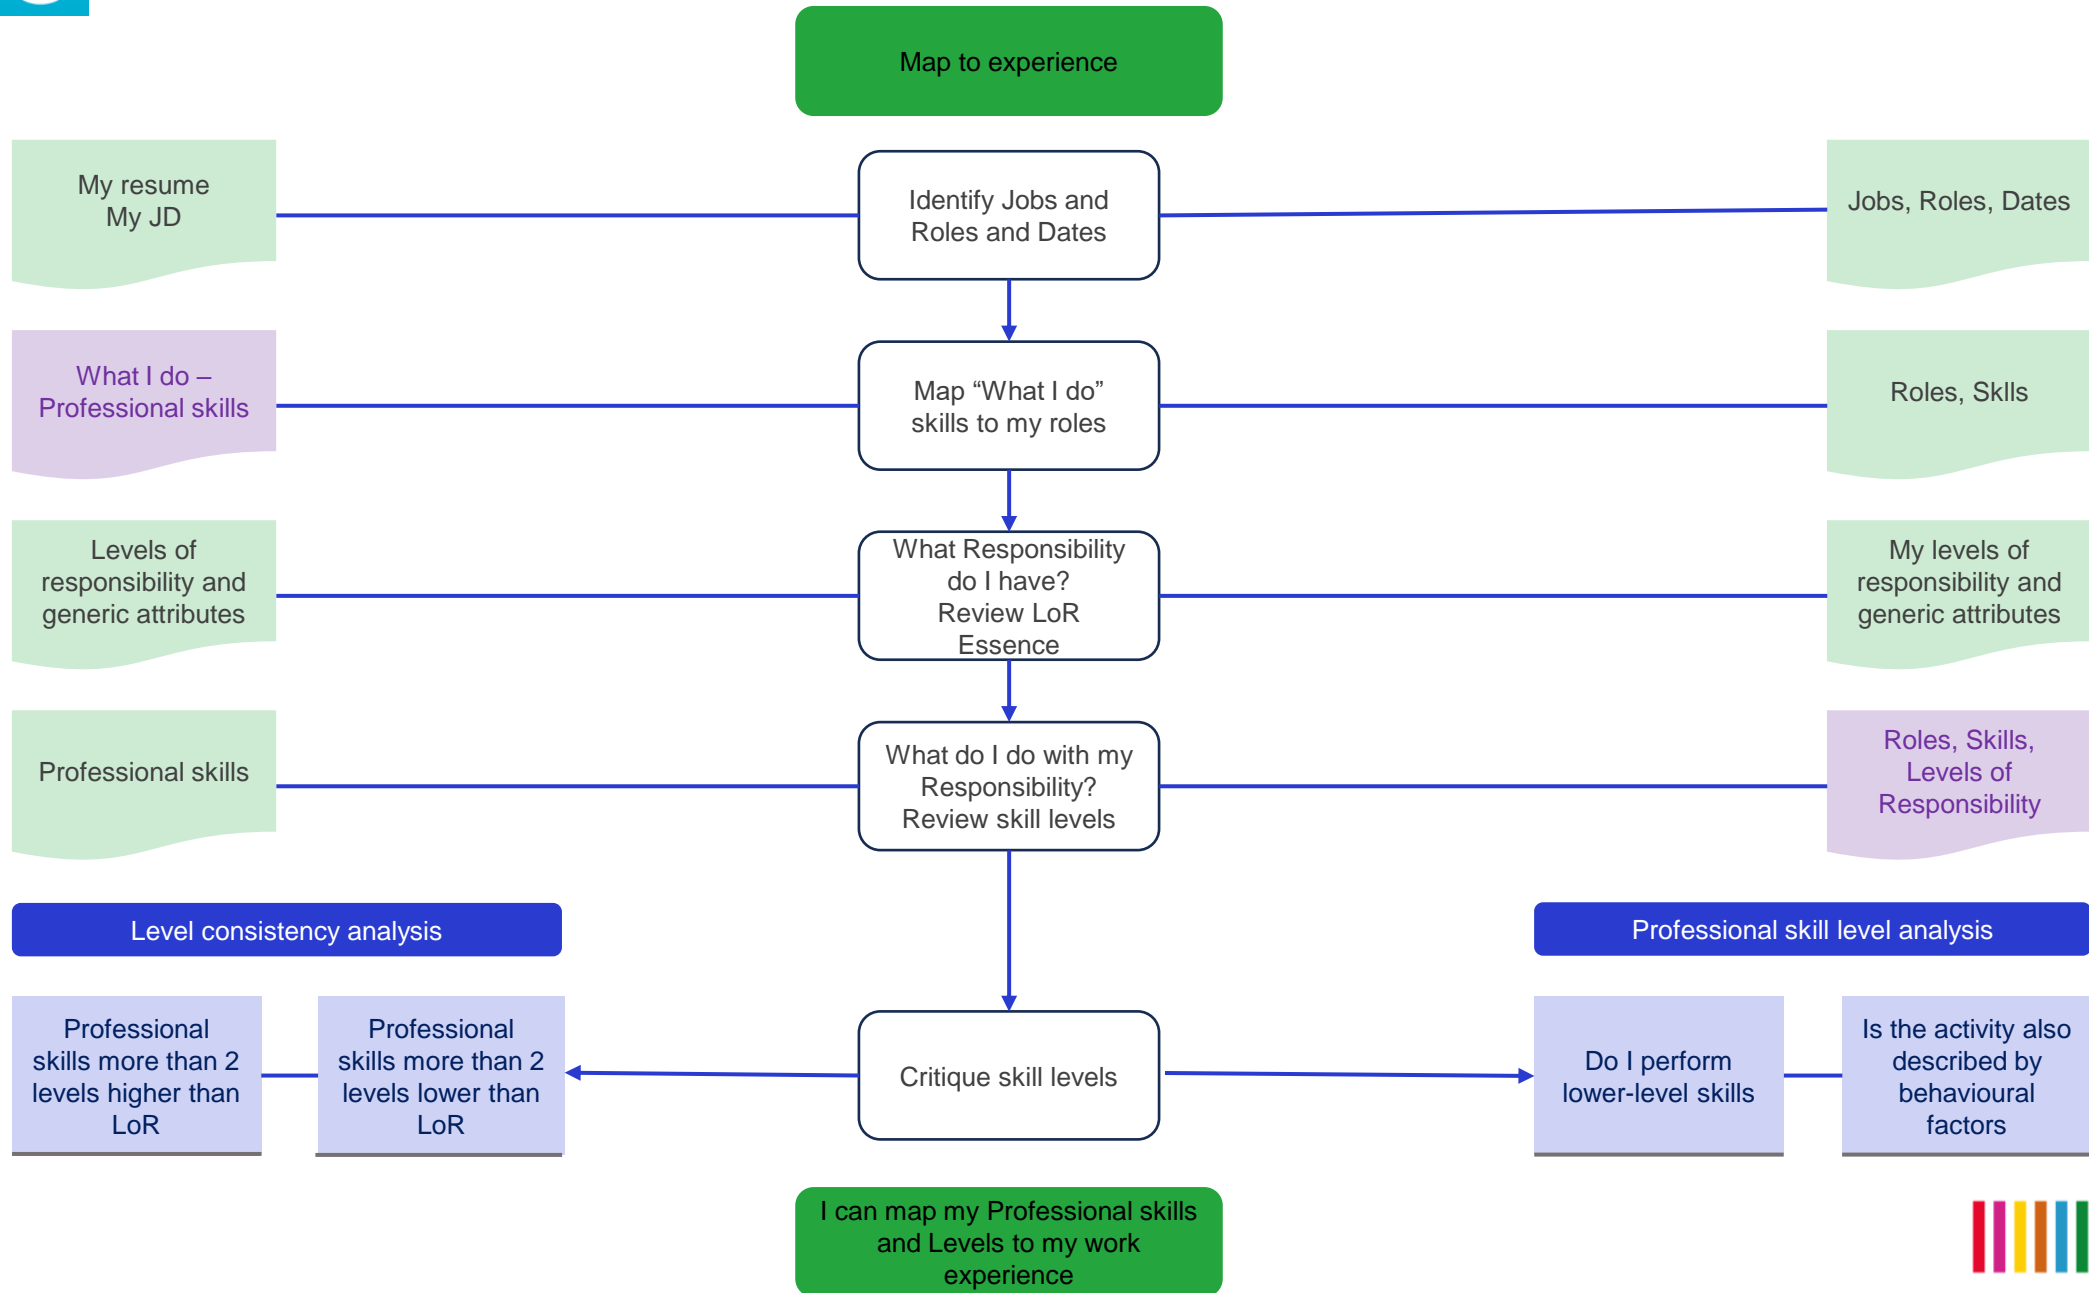 Map to experience
My resume
My JD
Identify Jobs and
Roles and Dates
Jobs, Roles, Dates
What I do –
Professional skills
Map “What I do”
skills to my roles
Roles, Sklls
Levels of
responsibility and
generic attributes
What Responsibility
do I have?
Review LoR
Essence
My levels of
responsibility and
generic attributes
Professional skills
What do I do with my
Responsibility?
Review skill levels
Roles, Skills,
Levels of
Responsibility
Level consistency analysis
Professional skill level analysis
Professional
skills more than 2
levels higher than
LoR
Professional
skills more than 2
levels lower than
LoR
Critique skill levels
Do I perform
lower-level skills
Is the activity also
described by
behavioural
factors
I can map my Professional skills
and Levels to my work
experience